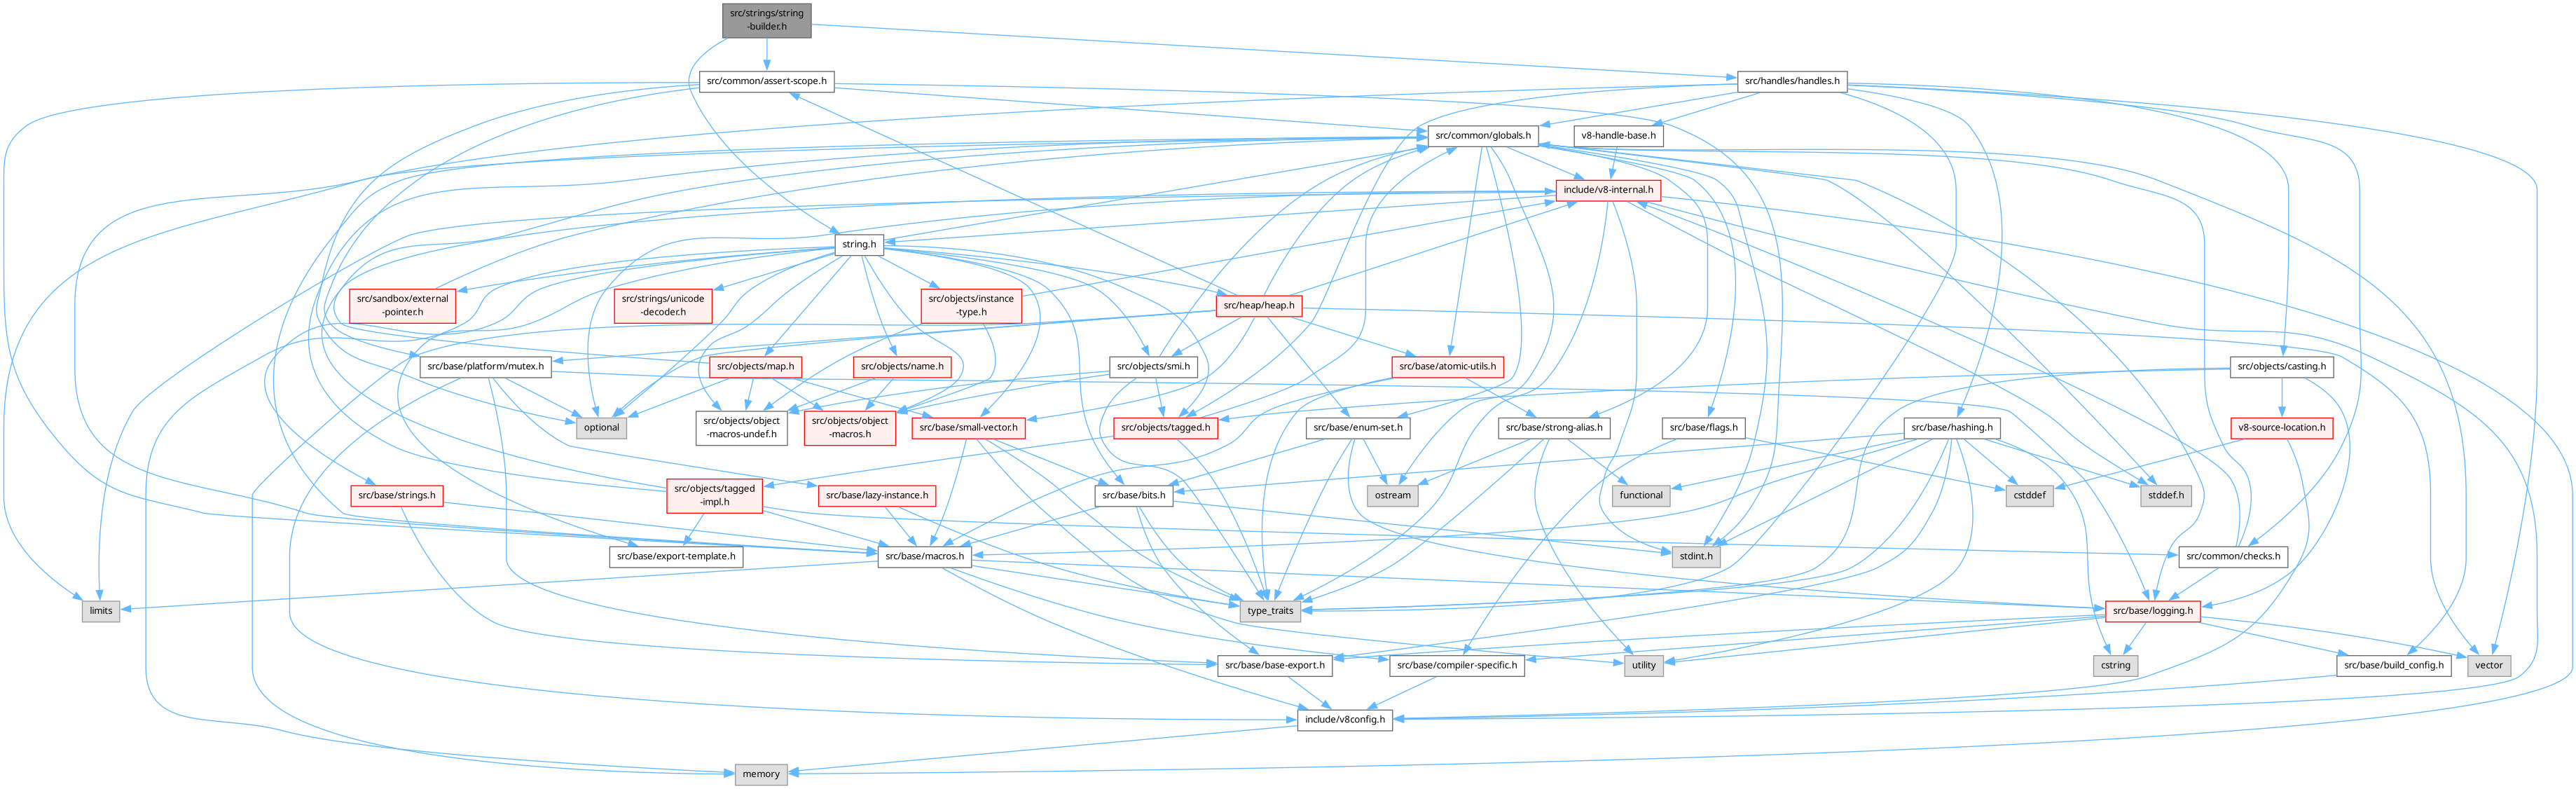 src/strings/string
-builder.h
src/common/assert-scope.h
src/handles/handles.h
src/common/globals.h
v8-handle-base.h
include/v8-internal.h
string.h
src/sandbox/external
-pointer.h
src/strings/unicode
-decoder.h
src/objects/instance
-type.h
src/heap/heap.h
src/base/platform/mutex.h
src/objects/map.h
src/objects/name.h
src/objects/smi.h
src/base/atomic-utils.h
src/objects/casting.h
optional
src/objects/object
-macros-undef.h
src/objects/object
-macros.h
src/base/small-vector.h
src/objects/tagged.h
src/base/enum-set.h
src/base/strong-alias.h
src/base/flags.h
src/base/hashing.h
v8-source-location.h
src/base/strings.h
src/objects/tagged
-impl.h
src/base/lazy-instance.h
src/base/bits.h
ostream
functional
cstddef
stddef.h
src/base/export-template.h
src/base/macros.h
stdint.h
src/common/checks.h
limits
type_traits
src/base/logging.h
src/base/base-export.h
src/base/compiler-specific.h
utility
cstring
src/base/build_config.h
vector
include/v8config.h
memory